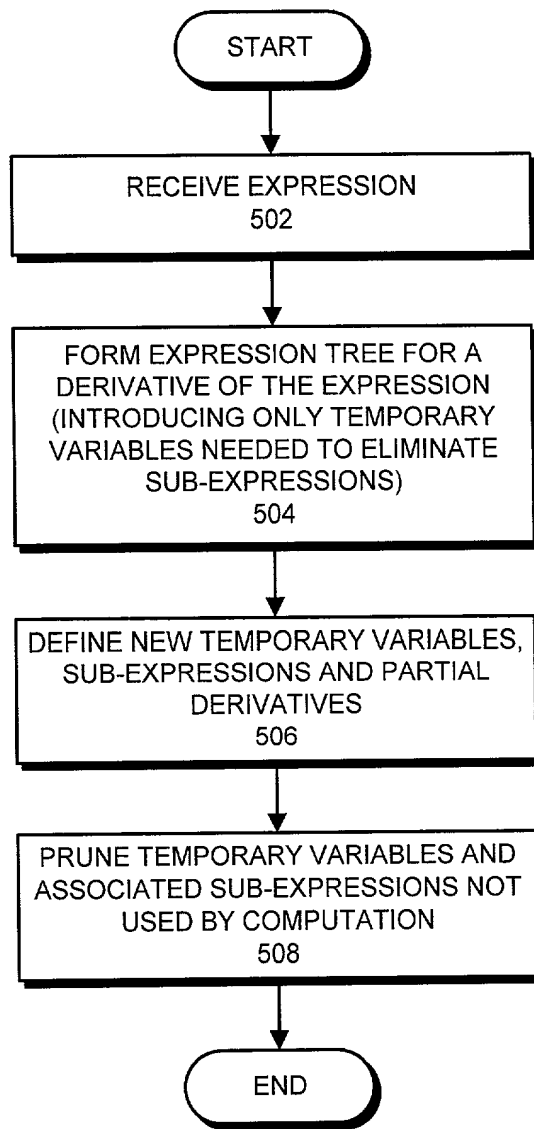 START
RECEIVE EXPRESSION
502
FORM EXPRESSION TREE FOR A
DERIVATIVE OF THE EXPRESSION
(INTRODUCING ONLY TEMPORARY
VARIABLES NEEDED TO ELIMINATE
SUB-EXPRESSIONS)
504
DEFINE NEW TEMPORARY VARIABLES,
SUB-EXPRESSIONS AND PARTIAL
DERIVATIVES
506
PRUNE TEMPORARY VARIABLES AND
ASSOCIATED SUB-EXPRESSIONS NOT
USED BY COMPUTATION
508
END